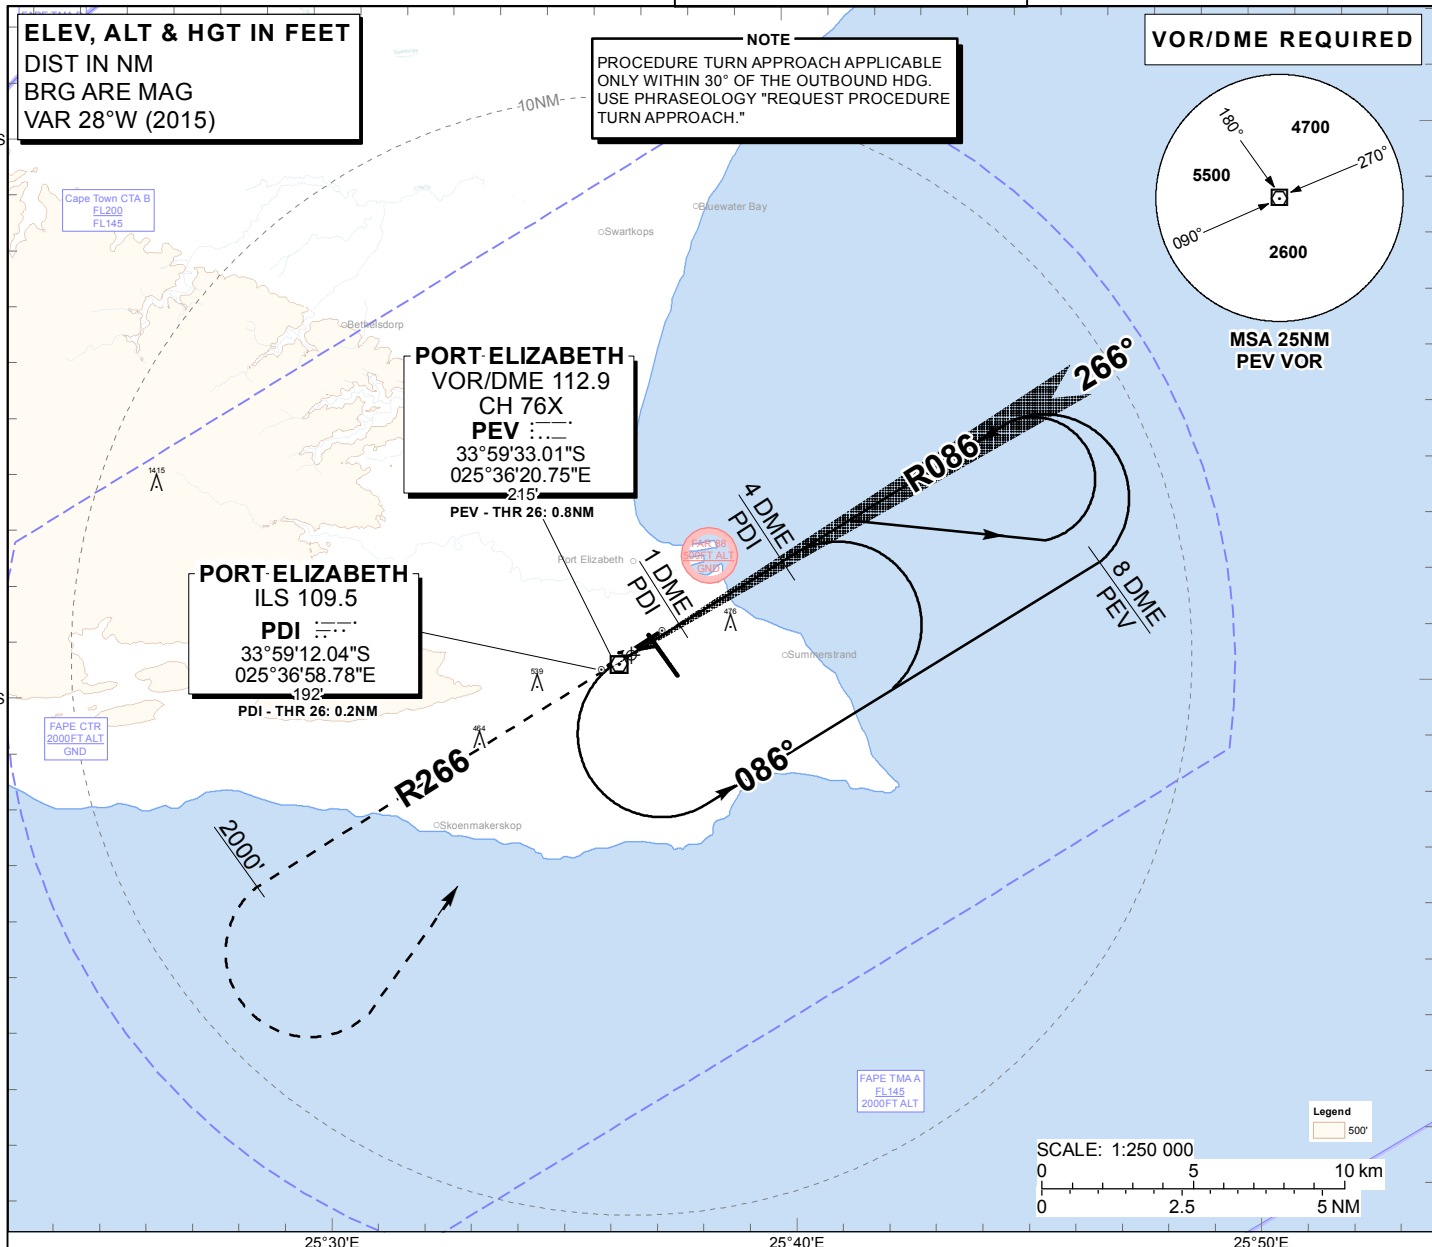 ELEV, ALT & HGT IN FEET
DIST IN NM
BRG ARE MAG
VAR 28°W (2015)
NOTE
PROCEDURE TURN APPROACH APPLICABLE
ONLY WITHIN 30° OF THE OUTBOUND HDG.
USE PHRASEOLOGY "REQUEST PROCEDURE
TURN APPROACH."
VOR/DME REQUIRED
180°
4700
270°
5500
090°
2600
MSA 25NM
PEV VOR
10NM
Cape Town CTA B
FL200
FL145
Bluewater Bay
Swartkops
Bethelsdorp
PORT ELIZABETH
VOR/DME 112.9
CH 76X
PEV
33°59'33.01"S
025°36'20.75"E
215'
PEV - THR 26: 0.8NM
266°
R086
1415
4 DME
PDI
FAR 88
500FT ALT
GND
Port Elizabeth
1 DME
PDI
8 DME
PEV
PORT ELIZABETH
ILS 109.5
PDI
33°59'12.04"S
025°36'58.78"E
192'
PDI - THR 26: 0.2NM
476
Summerstrand
539
464
FAPE CTR
2000FT ALT
GND
R266
086°
Skoenmakerskop
2000'
FAPE TMA A
FL145
2000FT ALT
Legend
500'
SCALE: 1:250 000
0 5 10 km
0 2.5 5 NM
25°30'E
25°40'E
25°50'E